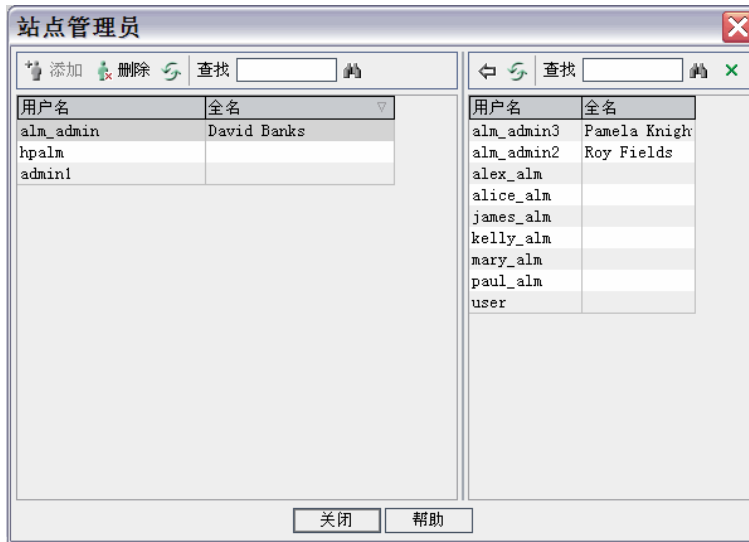 站点管理员
添加 删除 查找
用户名 全名
alm_admin David Banks
hpalm
admin1
查找
用户名 全名
alm_admin3 Pamela Knigh
alm_admin2 Roy Fields
alex_alm
alice_alm
james_alm
kelly_alm
mary_alm
paul_alm
user
关闭 帮助